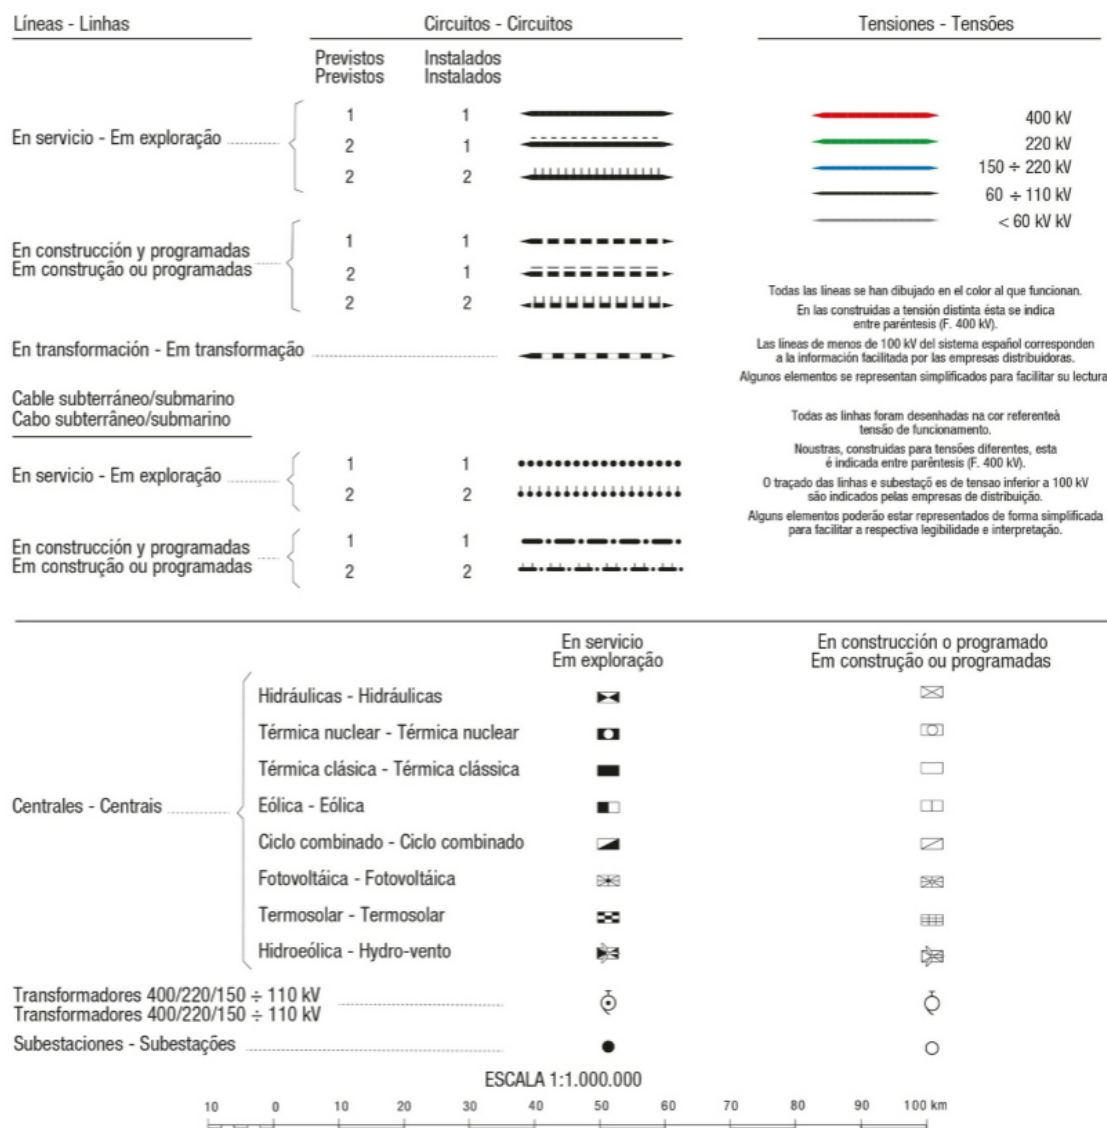 Líneas - Linhas
Circuitos - Circuitos
Tensiones - Tensões
Previstos Instalados
Previstos Instalados
En servicio - Em exploração
1 1
2 1
2 2
400 kV
220 kV
150 ÷ 220 kV
60 ÷ 110 kV
< 60 kV kV
En construcción y programadas
Em construção ou programadas
1 1
2 1
2 2
En transformación - Em transformação
Todas las líneas se han dibujado en el color al que funcionan.
En las construidas a tensión distinta ésta se indica
entre paréntesis (F. 400 kV).
Las líneas de menos de 100 kV del sistema español corresponden
a la información facilitada por las empresas distribuidoras.
Algunos elementos se representan simplificados para facilitar su lectura
Todas as linhas foram desenhadas na cor referenteà
tensão de funcionamento.
Noustras, construidas para tensões diferentes, esta
é indicada entre parêntesis (F. 400 kV).
O traçado das linhas e subestaçõ es de tensao inferior a 100 kV
são indicados pelas empresas de distribuição.
Alguns elementos poderão estar representados de forma simplificada
para facilitar a respectiva legibilidade e interpretação.
Cable subterráneo/submarino
Cabo subterrâneo/submarino
En servicio - Em exploração
1 1
2 2
En construcción y programadas
Em construção ou programadas
1 1
2 2
En servicio
Em exploração
En construcción o programado
Em construção ou programadas
Centrales - Centrais
Hidráulicas - Hidráulicas
Térmica nuclear - Térmica nuclear
Térmica clásica - Térmica clássica
Eólica - Eólica
Ciclo combinado - Ciclo combinado
Fotovoltáica - Fotovoltáica
Termosolar - Termosolar
Hidroeólica - Hydro-vento
Transformadores 400/220/150 ÷ 110 kV
Transformadores 400/220/150 ÷ 110 kV
Subestaciones - Subestações
ESCALA 1:1.000.000
10 0 10 20 30 40 50 60 70 80 90 100 km